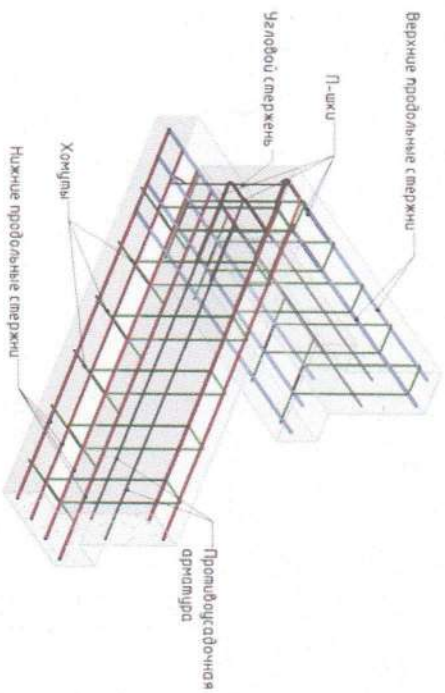 Верхние продольные стержни
П-шки
Угловой стержень
Хомуты
Нижние продольные стержни
Противоусадочная
арматура